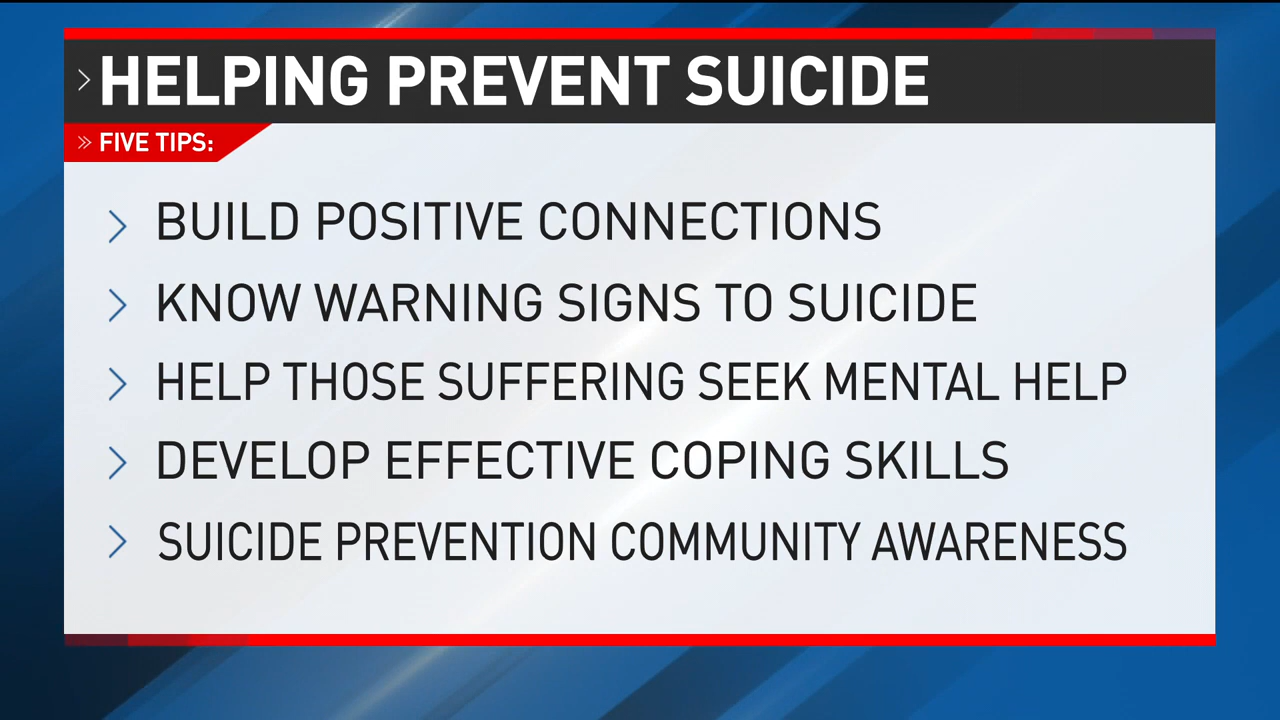 HELPING PREVENT SUICIDE
FIVE TIPS:
BUILD POSITIVE CONNECTIONS
KNOW WARNING SIGNS TO SUICIDE
HELP THOSE SUFFERING SEEK MENTAL HELP
DEVELOP EFFECTIVE COPING SKILLS
SUICIDE PREVENTION COMMUNITY AWARENESS